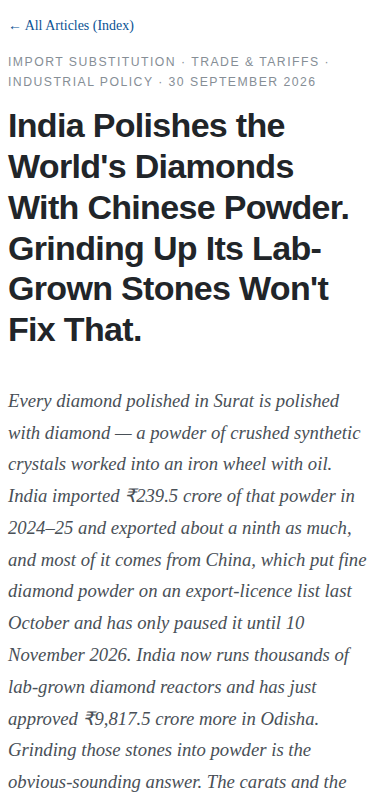 ← All Articles (Index)
IMPORT SUBSTITUTION · TRADE & TARIFFS ·
INDUSTRIAL POLICY · 30 SEPTEMBER 2026
India Polishes the
World's Diamonds
With Chinese Powder.
Grinding Up Its Lab-
Grown Stones Won't
Fix That.
Every diamond polished in Surat is polished
with diamond — a powder of crushed synthetic
crystals worked into an iron wheel with oil.
India imported ₹239.5 crore of that powder in
2024–25 and exported about a ninth as much,
and most of it comes from China, which put fine
diamond powder on an export-licence list last
October and has only paused it until 10
November 2026. India now runs thousands of
lab-grown diamond reactors and has just
approved ₹9,817.5 crore more in Odisha.
Grinding those stones into powder is the
obvious-sounding answer. The carats and the